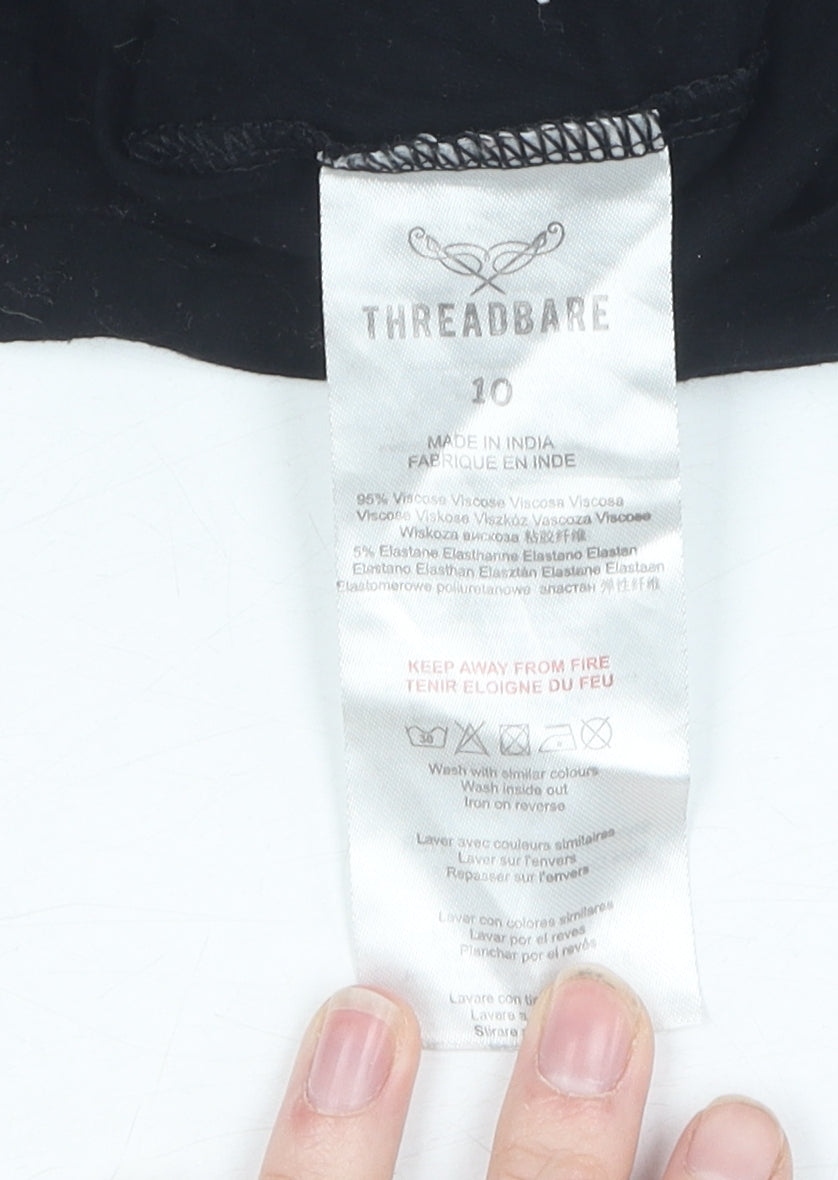 THREADBARE
10
MADE IN INDIA
FABRIQUE EN INDE
95% Viscose Viscose Viscosa Viscosa
Viscose Viskose Viszkóz Vascoza Viscose
Wiskoza вискоза 粘胶纤维
5% Elastane Elasthanne Elastano Elastan
Elastano Elasthan Elasztán Elastane Elastaan
Elastomerowe poliuretanowe эластан 弹性纤维
KEEP AWAY FROM FIRE
TENIR ELOIGNE DU FEU
30
Wash with similar colours
Wash inside out
Iron on reverse
Laver avec couleurs similaires
Laver sur l'envers
Repasser sur l'envers
Lavar con colores similares
Lavar por el reves
Planchar por el revés
Lavare con
Lavare
Stirare